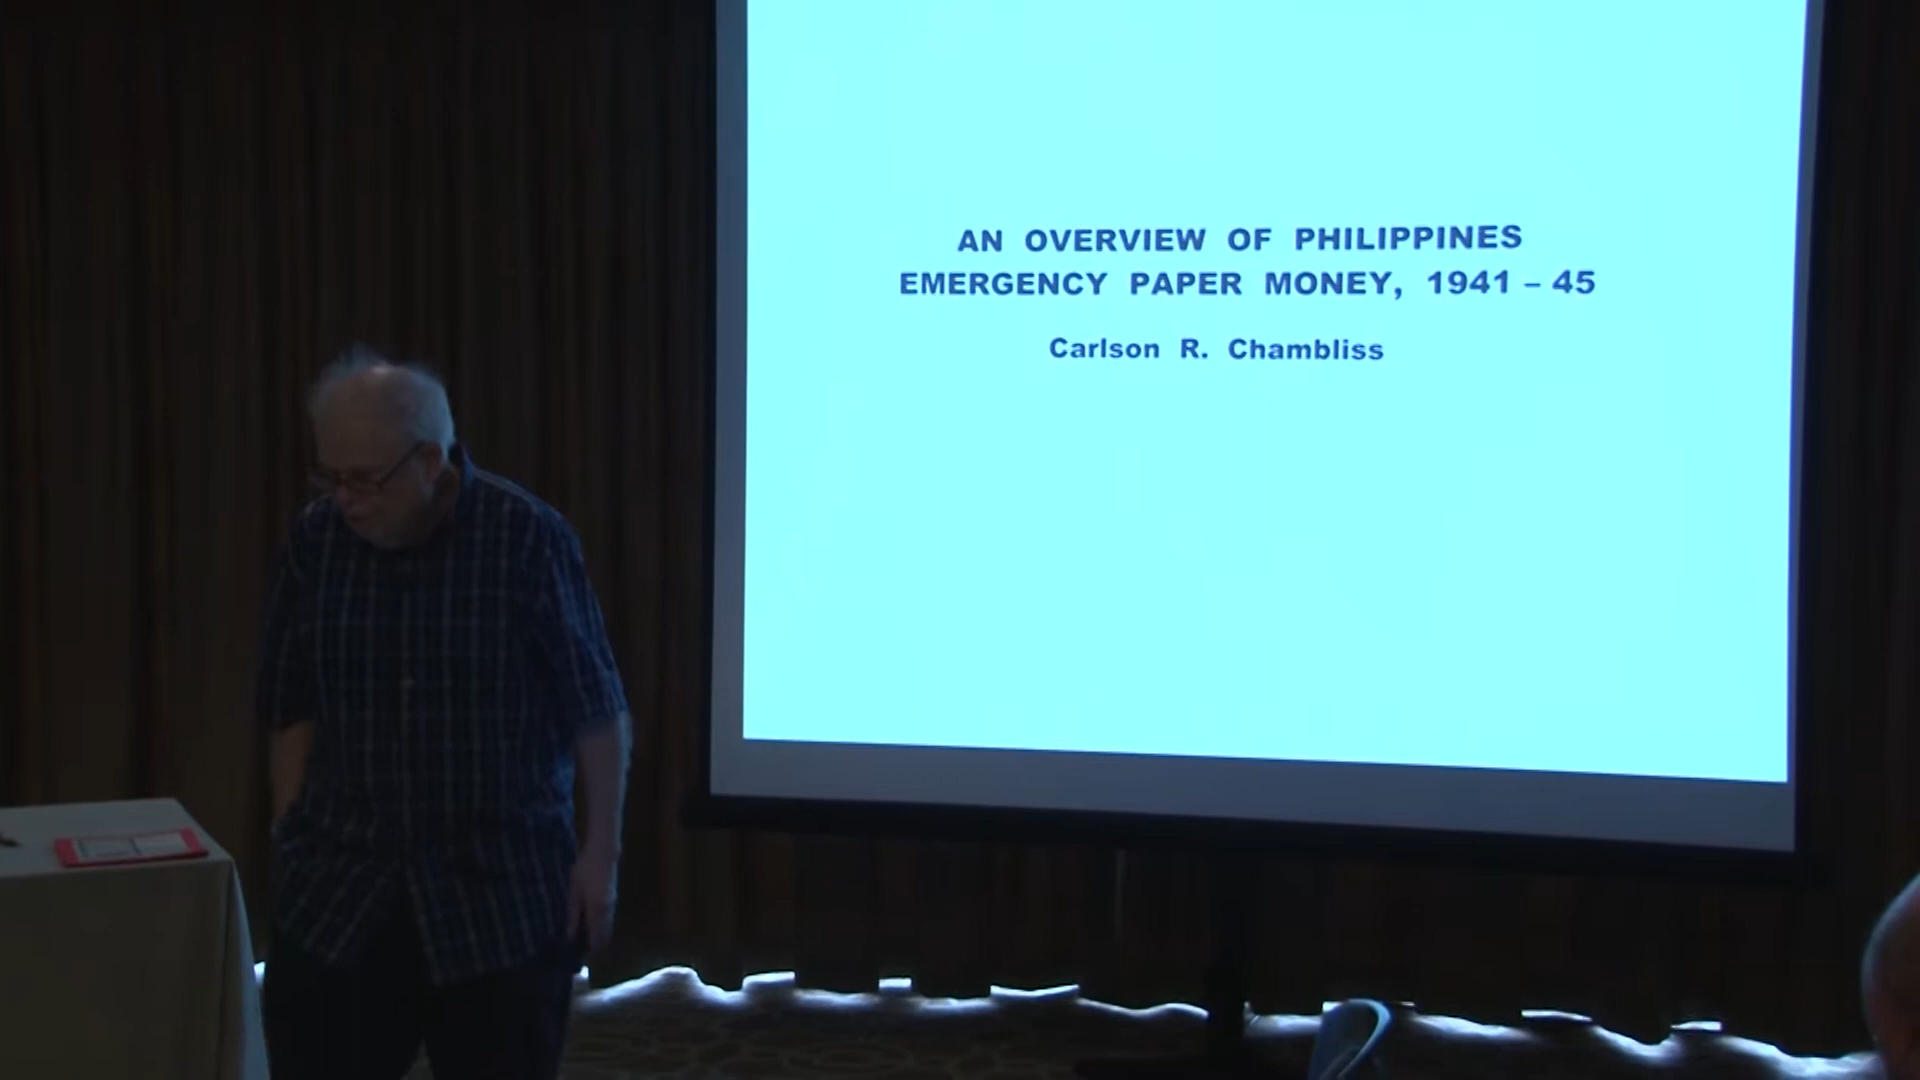 AN OVERVIEW OF PHILIPPINES
EMERGENCY PAPER MONEY, 1941 – 45
Carlson R. Chambliss